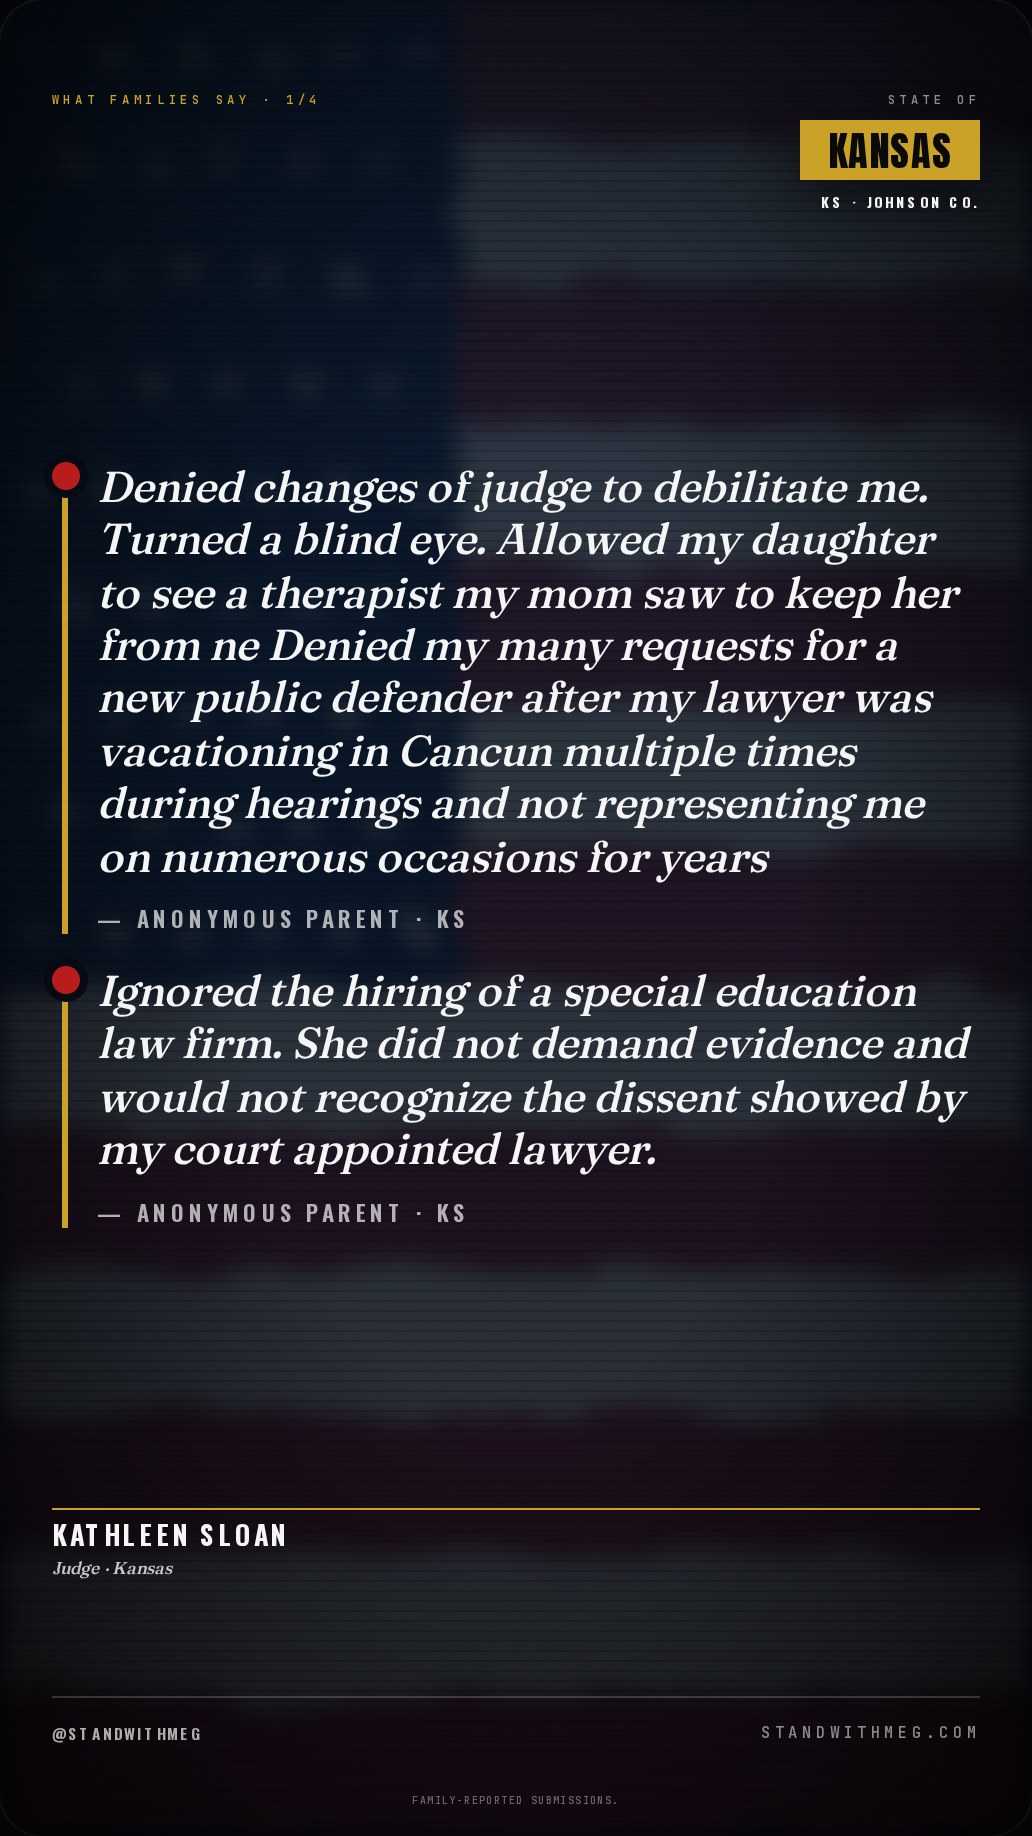 WHAT FAMILIES SAY · 1/4
STATE OF
KANSAS
KS · JOHNSON CO.
Denied changes of judge to debilitate me.
Turned a blind eye. Allowed my daughter
to see a therapist my mom saw to keep her
from ne Denied my many requests for a
new public defender after my lawyer was
vacationing in Cancun multiple times
during hearings and not representing me
on numerous occasions for years
— ANONYMOUS PARENT · KS
Ignored the hiring of a special education
law firm. She did not demand evidence and
would not recognize the dissent showed by
my court appointed lawyer.
— ANONYMOUS PARENT · KS
KATHLEEN SLOAN
Judge · Kansas
@STANDWITHMEG
STANDWITHMEG.COM
FAMILY-REPORTED SUBMISSIONS.